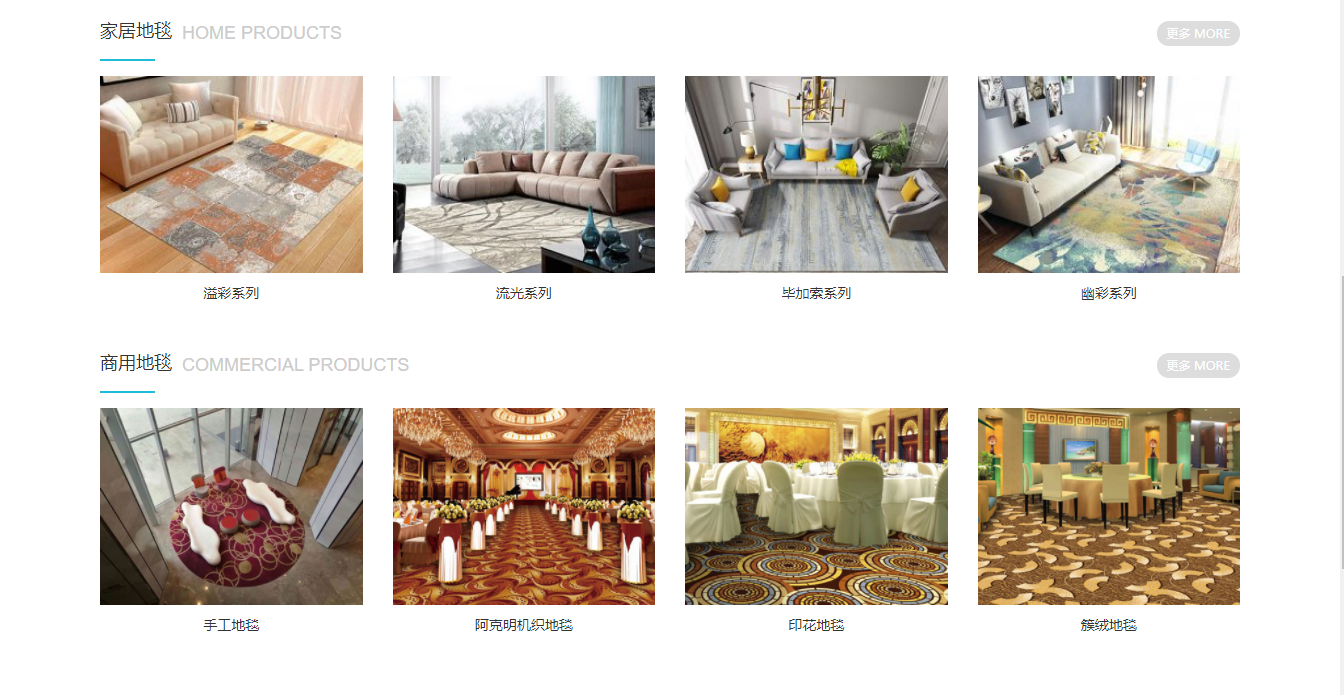 家居地毯 HOME PRODUCTS
更多 MORE
溢彩系列
流光系列
毕加索系列
幽彩系列
商用地毯 COMMERCIAL PRODUCTS
更多 MORE
手工地毯
阿克明机织地毯
印花地毯
簇绒地毯